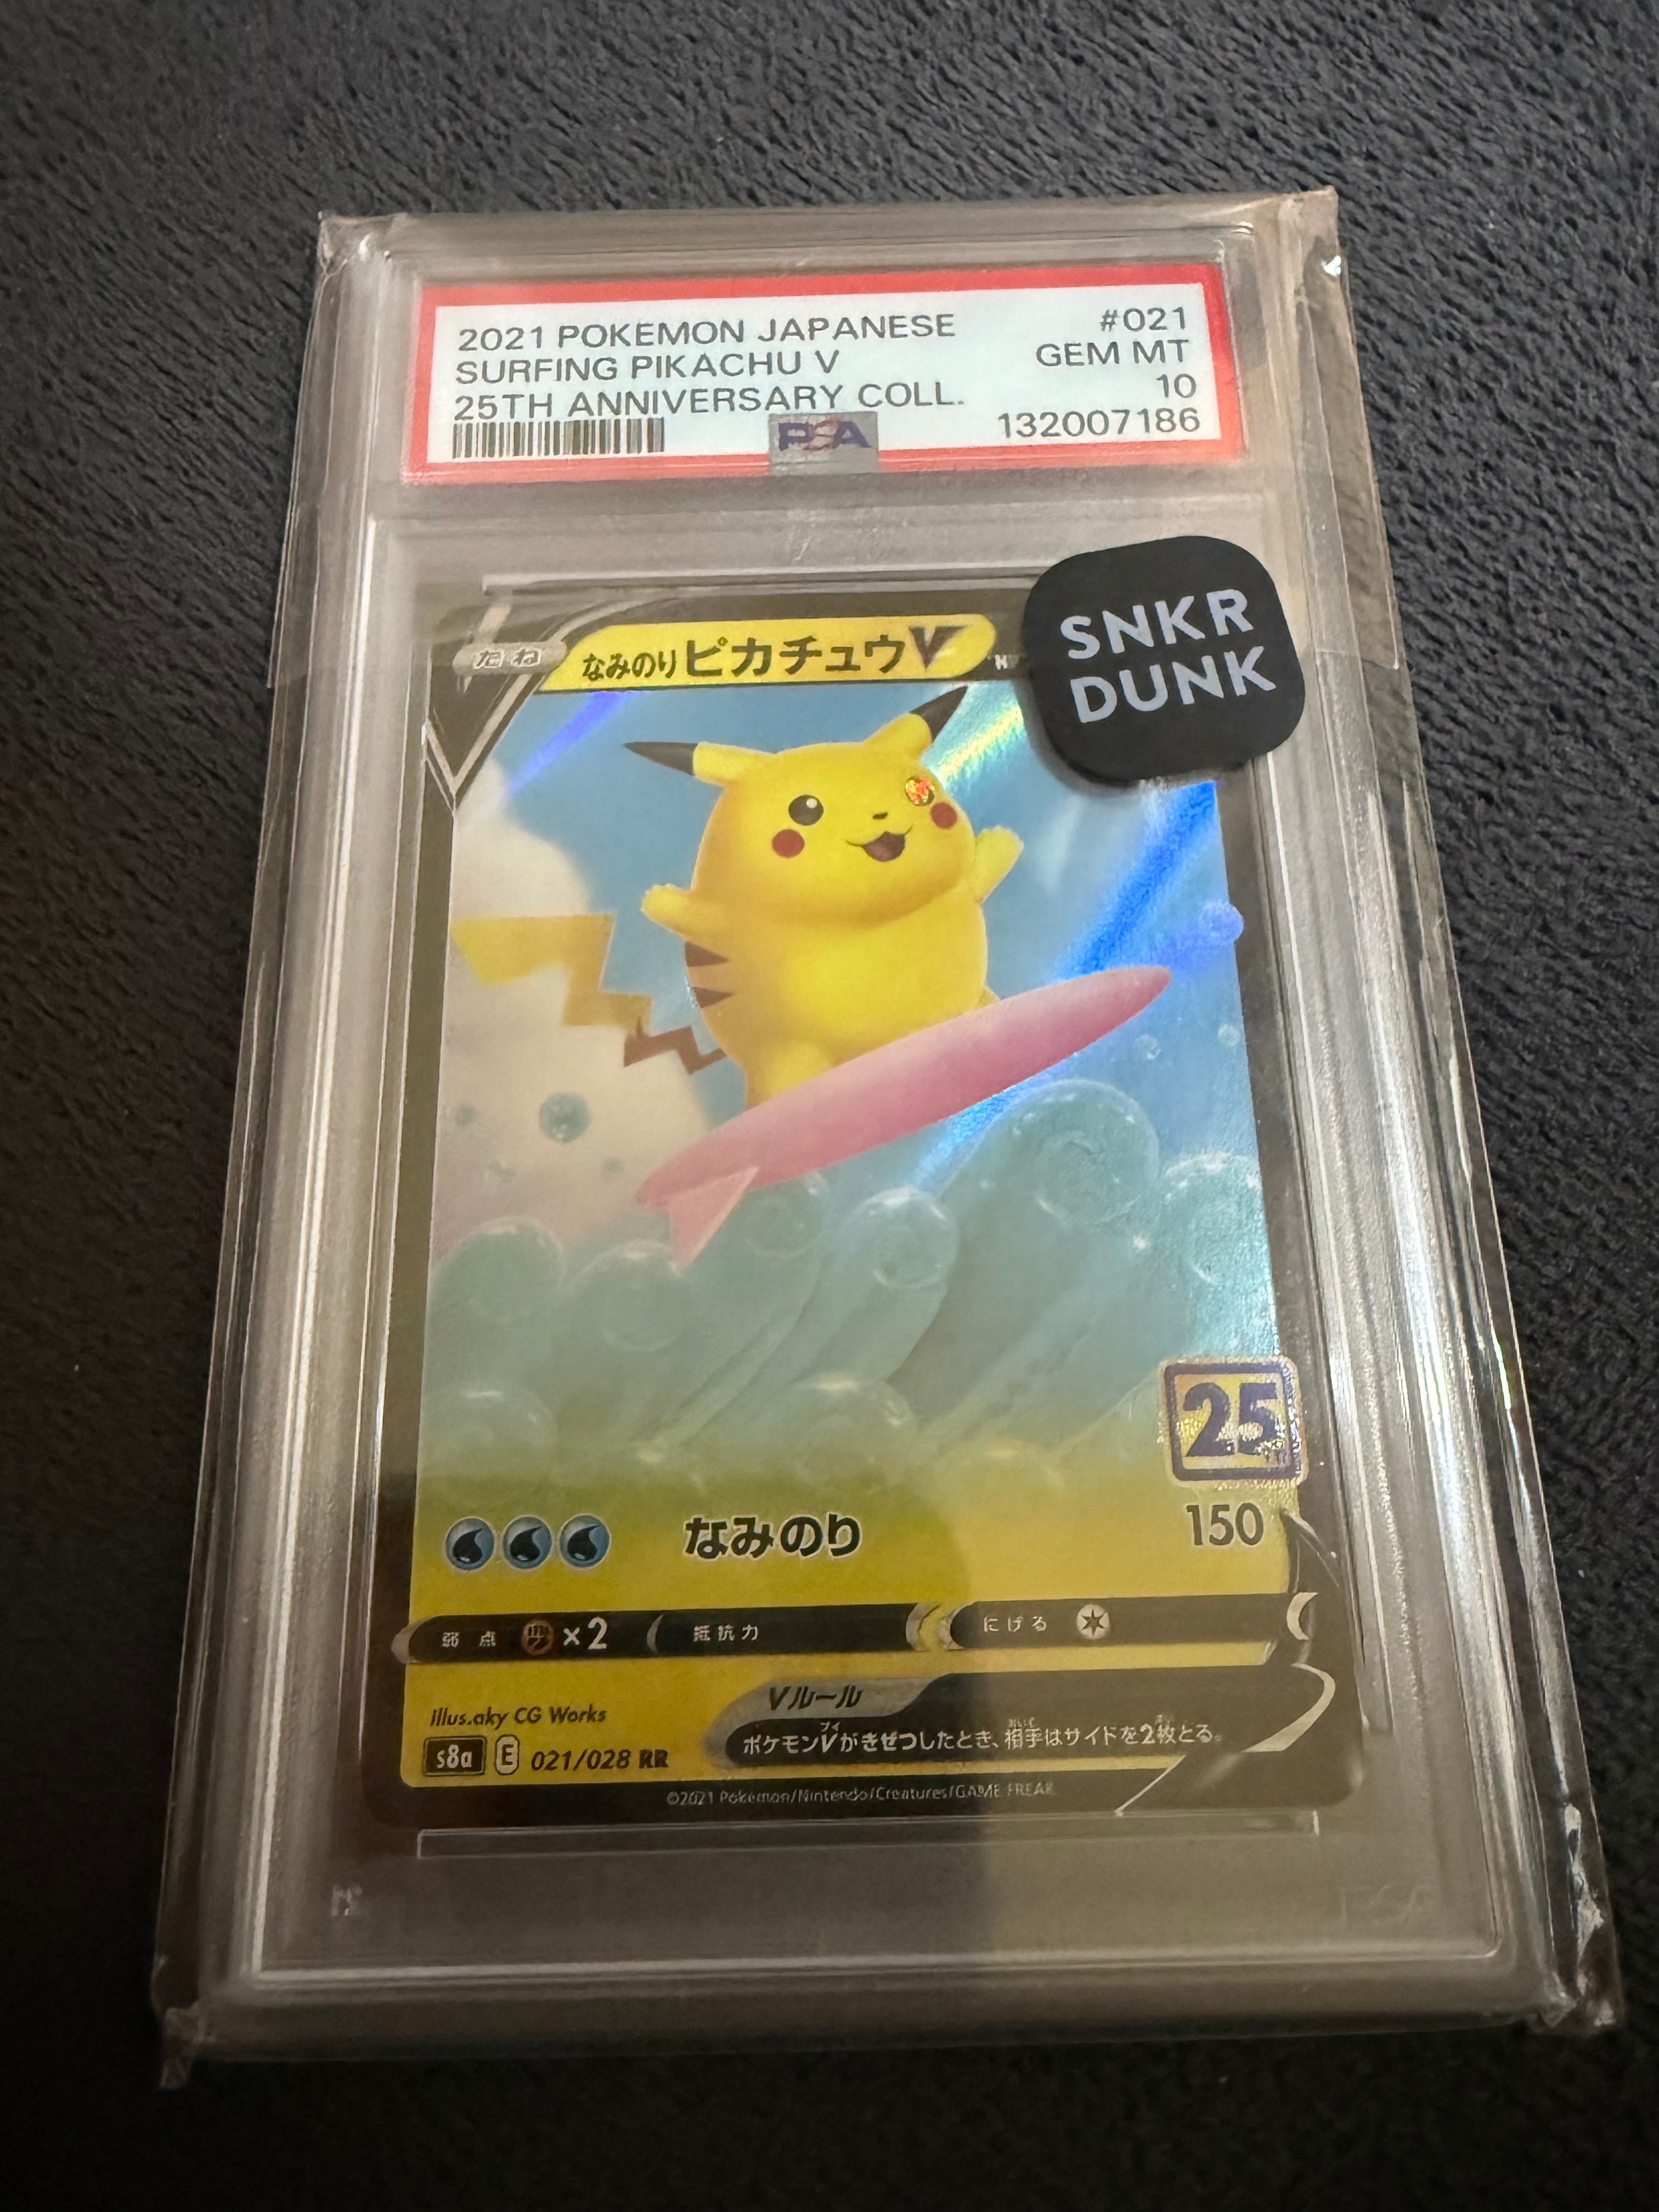 2021 POKEMON JAPANESE #021
SURFING PIKACHU V GEM MT
25TH ANNIVERSARY COLL. 10
PSA 132007186
SNKR
DUNK
たね なみのりピカチュウV
25
なみのり 150
弱点 ×2 抵抗力 にげる
Vルール
ポケモンVがきぜつしたとき、相手はサイドを2枚とる。
illus.aky CG Works
s8a E 021/028 RR
©2021 Pokémon/Nintendo/Creatures/GAME FREAK